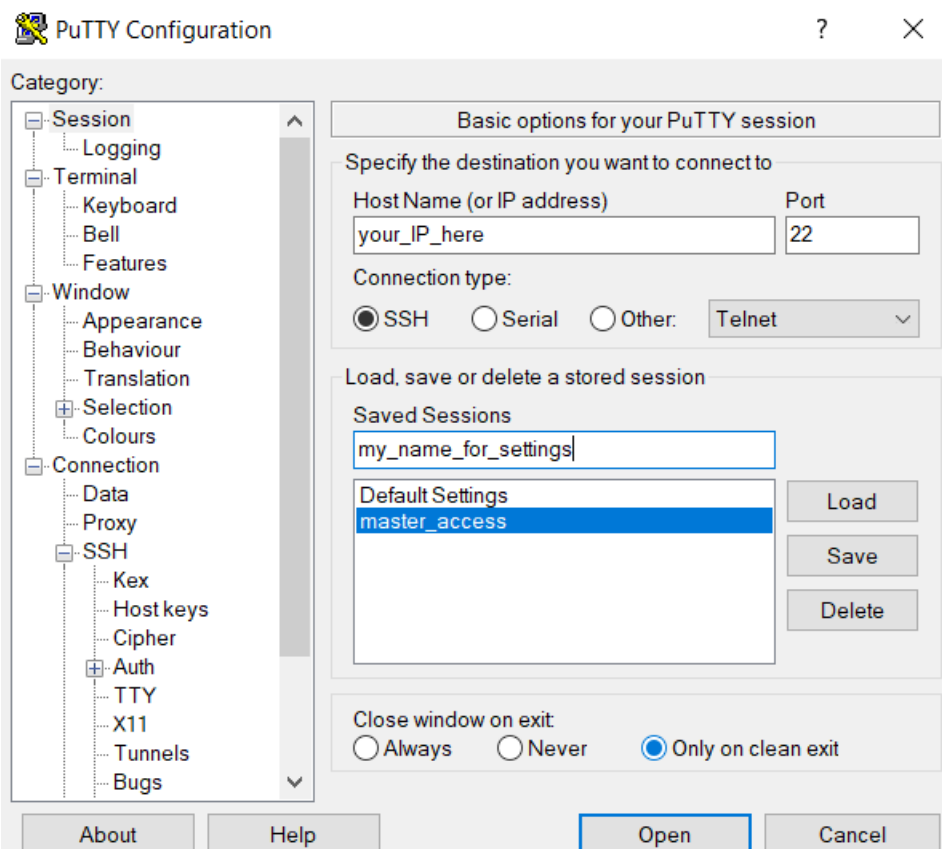 PuTTY Configuration
?
Category:
Session
Logging
Terminal
Keyboard
Bell
Features
Window
Appearance
Behaviour
Translation
Selection
Colours
Connection
Data
Proxy
SSH
Kex
Host keys
Cipher
Auth
TTY
X11
Tunnels
Bugs
Basic options for your PuTTY session
Specify the destination you want to connect to
Host Name (or IP address) Port
your_IP_here 22
Connection type:
SSH Serial Other: Telnet
Load, save or delete a stored session
Saved Sessions
my_name_for_settings
Default Settings
master_access
Load
Save
Delete
Close window on exit:
Always Never Only on clean exit
About Help Open Cancel